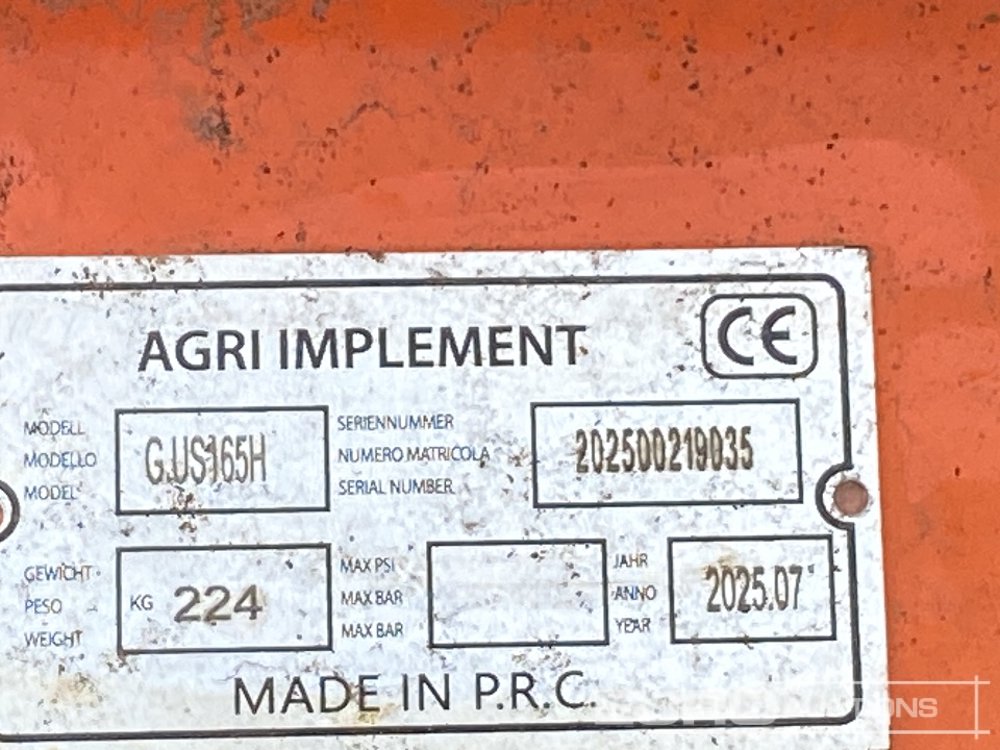 AGRI IMPLEMENT CE
MODELL
MODELLO
MODEL
G.US165H
SERIENNUMMER
NUMERO MATRICOLA
SERIAL NUMBER
202500219035
GEWICHT
PESO
WEIGHT
KG 224
MAX PSI
MAX BAR
MAX BAR
JAHR
ANNO
YEAR
2025.07
MADE IN P.R.C.